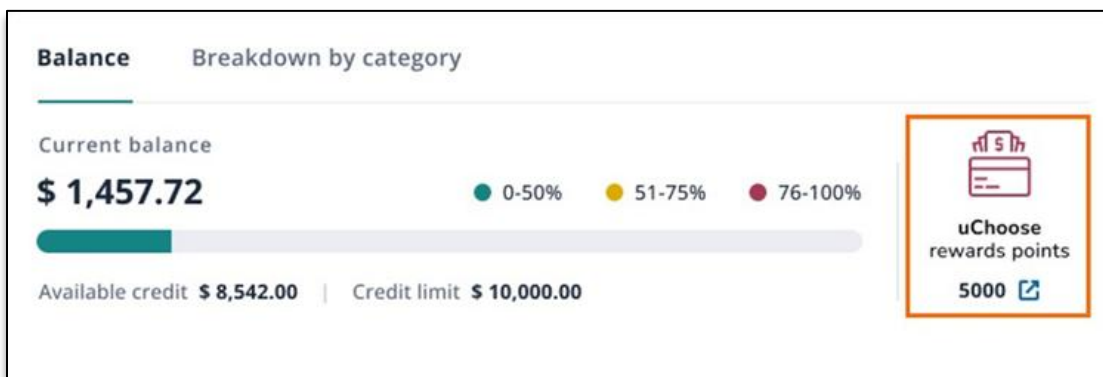 Balance Breakdown by category
Current balance
$ 1,457.72
0-50% 51-75% 76-100%
Available credit $ 8,542.00 | Credit limit $ 10,000.00
$
uChoose
rewards points
5000